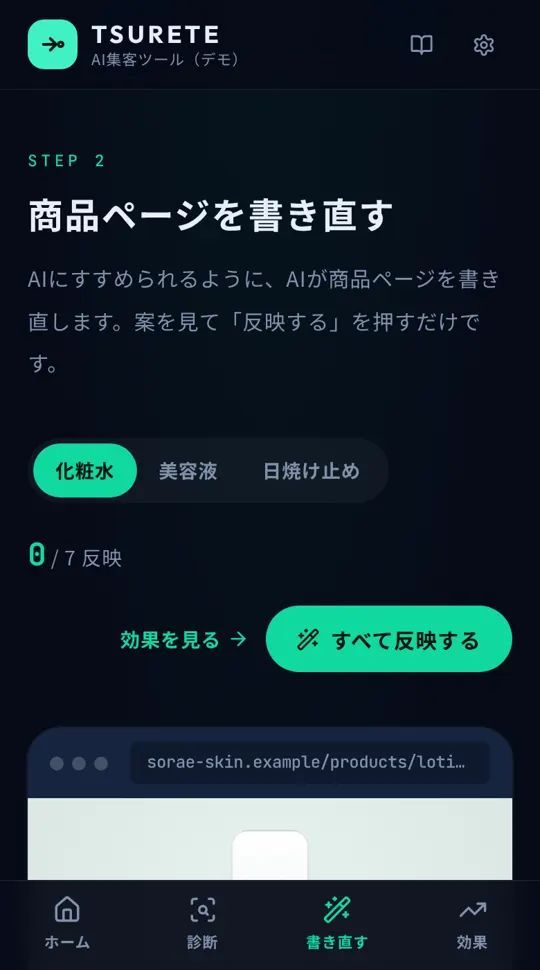 TSURETE
AI集客ツール（デモ）
STEP 2
商品ページを書き直す
AIにすすめられるように、AIが商品ページを書き
直します。案を見て「反映する」を押すだけで
す。
化粧水 美容液 日焼け止め
0 / 7 反映
効果を見る → すべて反映する
sorae-skin.example/products/loti…
ホーム 診断 書き直す 効果